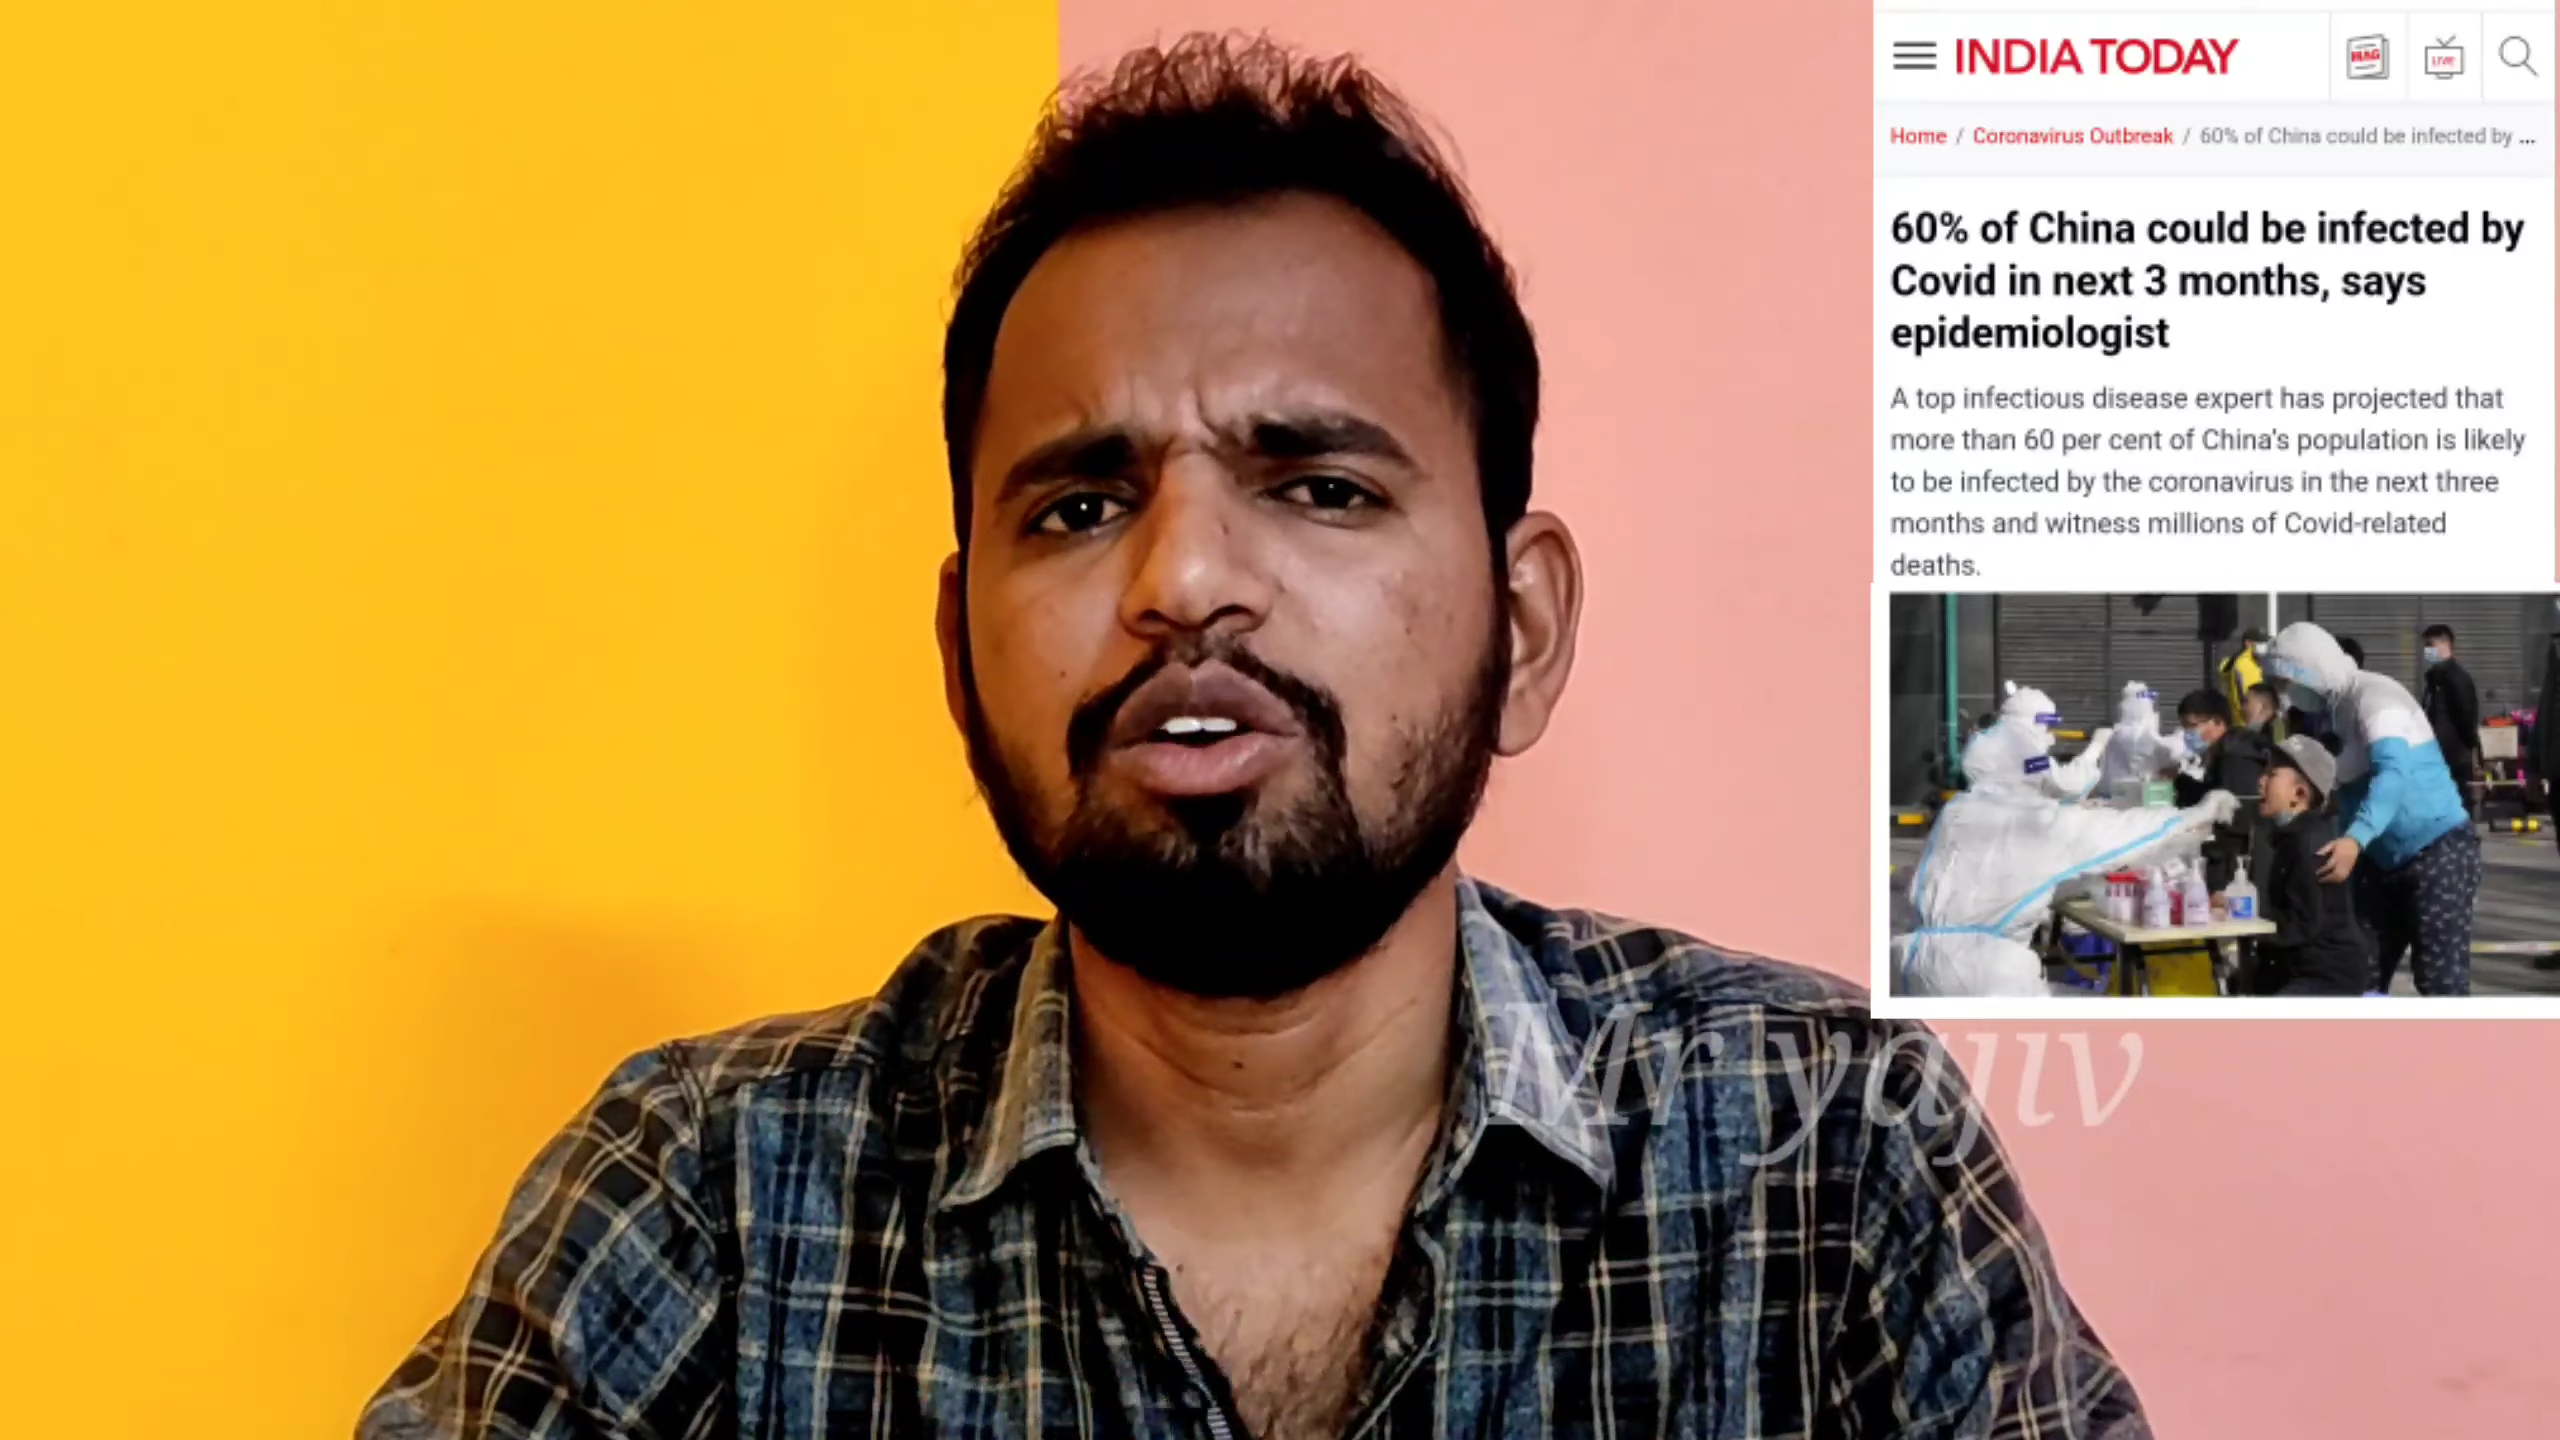 INDIA TODAY
MAG
LIVE
Home / Coronavirus Outbreak / 60% of China could be infected by ...
60% of China could be infected by
Covid in next 3 months, says
epidemiologist
A top infectious disease expert has projected that
more than 60 per cent of China's population is likely
to be infected by the coronavirus in the next three
months and witness millions of Covid-related
deaths.
Mr yajiv